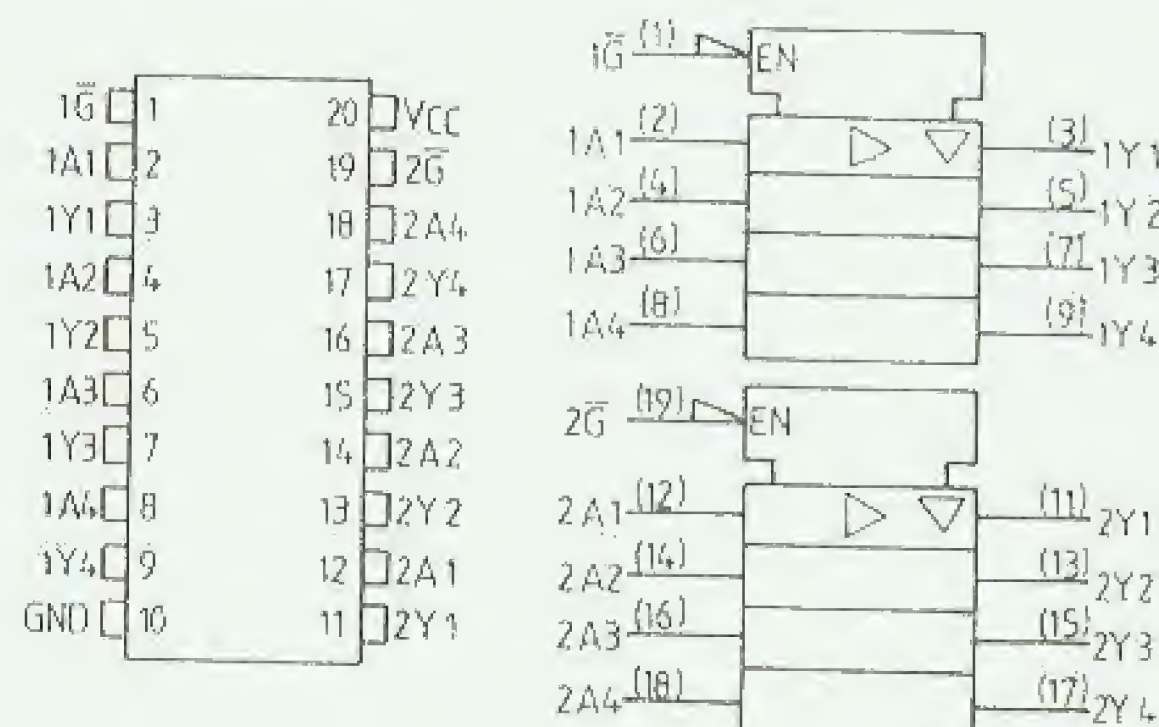 1G̅ 1 20 VCC
1A1 2 19 2G̅
1Y1 3 18 2A4
1A2 4 17 2Y4
1Y2 5 16 2A3
1A3 6 15 2Y3
1Y3 7 14 2A2
1A4 8 13 2Y2
1Y4 9 12 2A1
GND 10 11 2Y1
1G̅ (1) EN
1A1 (2) (3) 1Y1
1A2 (4) (5) 1Y2
1A3 (6) (7) 1Y3
1A4 (8) (9) 1Y4
2G̅ (19) EN
2A1 (12) (11) 2Y1
2A2 (14) (13) 2Y2
2A3 (16) (15) 2Y3
2A4 (18) (17) 2Y4